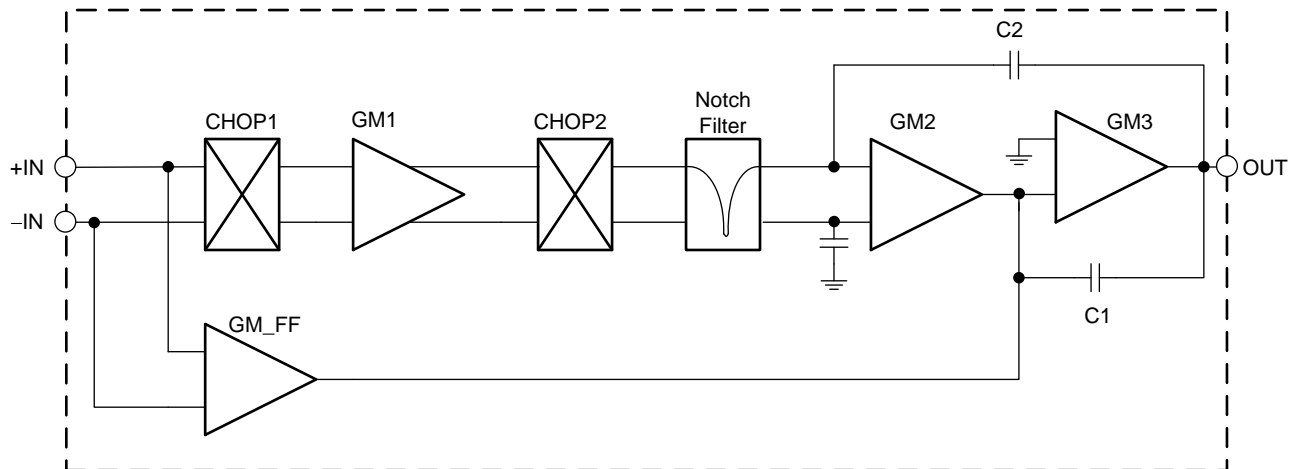 C2
Notch
Filter
CHOP1
GM1
CHOP2
GM2
GM3
+IN
OUT
−IN
C1
GM_FF